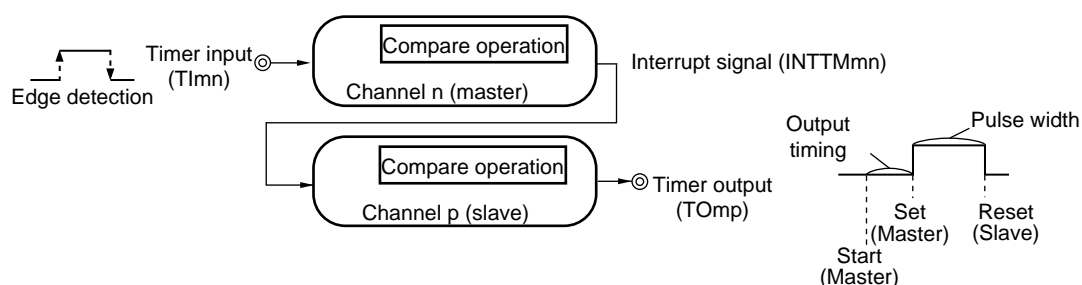 Timer input
(TImn)
Edge detection
Compare operation
Channel n (master)
Interrupt signal (INTTMmn)
Compare operation
Channel p (slave)
Timer output
(TOmp)
Output
timing
Pulse width
Set
(Master)
Reset
(Slave)
Start
(Master)